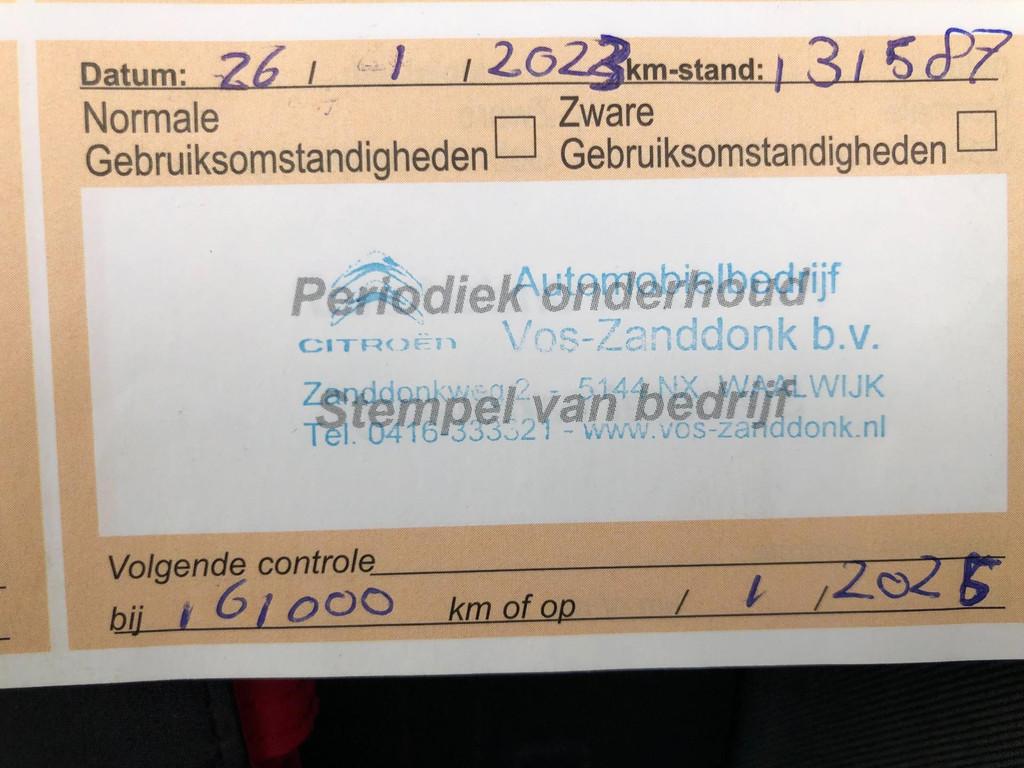 Datum: 26 / 1 / 2023 km-stand: 131587
Normale Gebruiksomstandigheden
Zware Gebruiksomstandigheden
Periodiek onderhoud
Automobielbedrijf
CITROËN Vos-Zanddonk b.v.
Zanddonkweg 2 - 5144 NX WAALWIJK
Stempel van bedrijf
Tel. 0416-333321 - www.vos-zanddonk.nl
Volgende controle
bij 161000 km of op / 1 / 2025